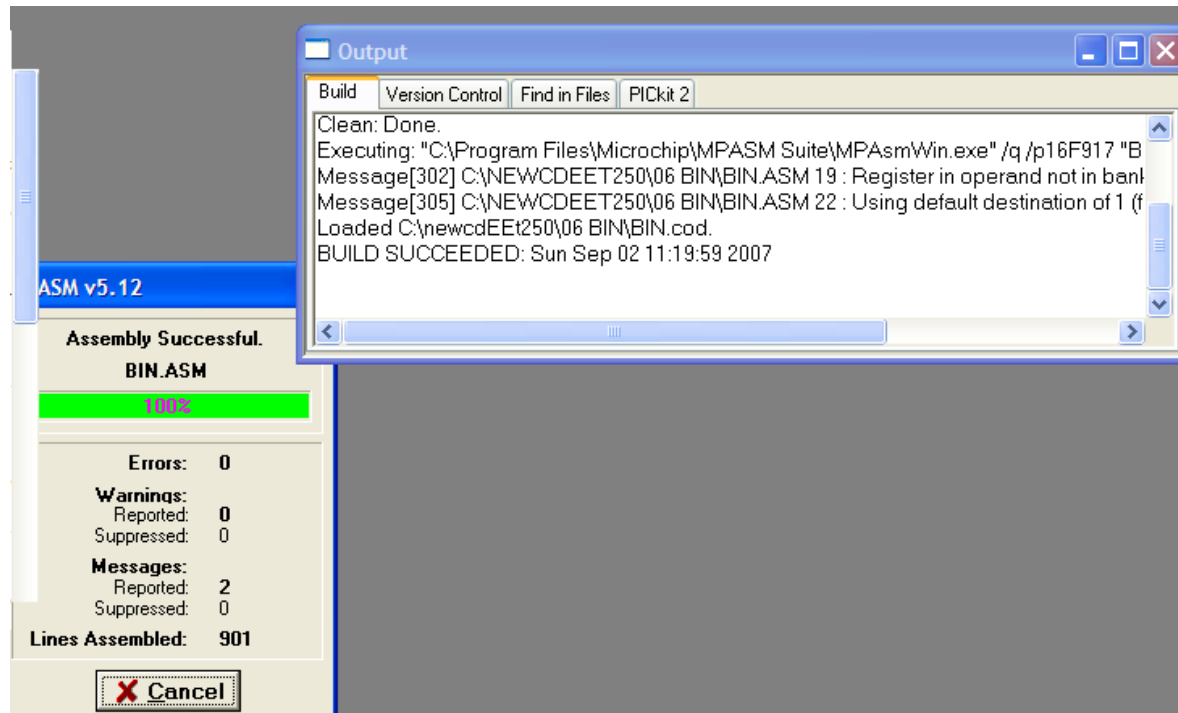 Output
Build Version Control Find in Files PICkit 2
Clean: Done.
Executing: "C:\Program Files\Microchip\MPASM Suite\MPAsmWin.exe" /q /p16F917 "B
Message[302] C:\NEWCDEET250\06 BIN\BIN.ASM 19 : Register in operand not in bank
Message[305] C:\NEWCDEET250\06 BIN\BIN.ASM 22 : Using default destination of 1 (f
Loaded C:\newcdEEt250\06 BIN\BIN.cod.
BUILD SUCCEEDED: Sun Sep 02 11:19:59 2007
ASM v5.12
Assembly Successful.
BIN.ASM
100%
Errors: 0
Warnings:
Reported: 0
Suppressed: 0
Messages:
Reported: 2
Suppressed: 0
Lines Assembled: 901
Cancel